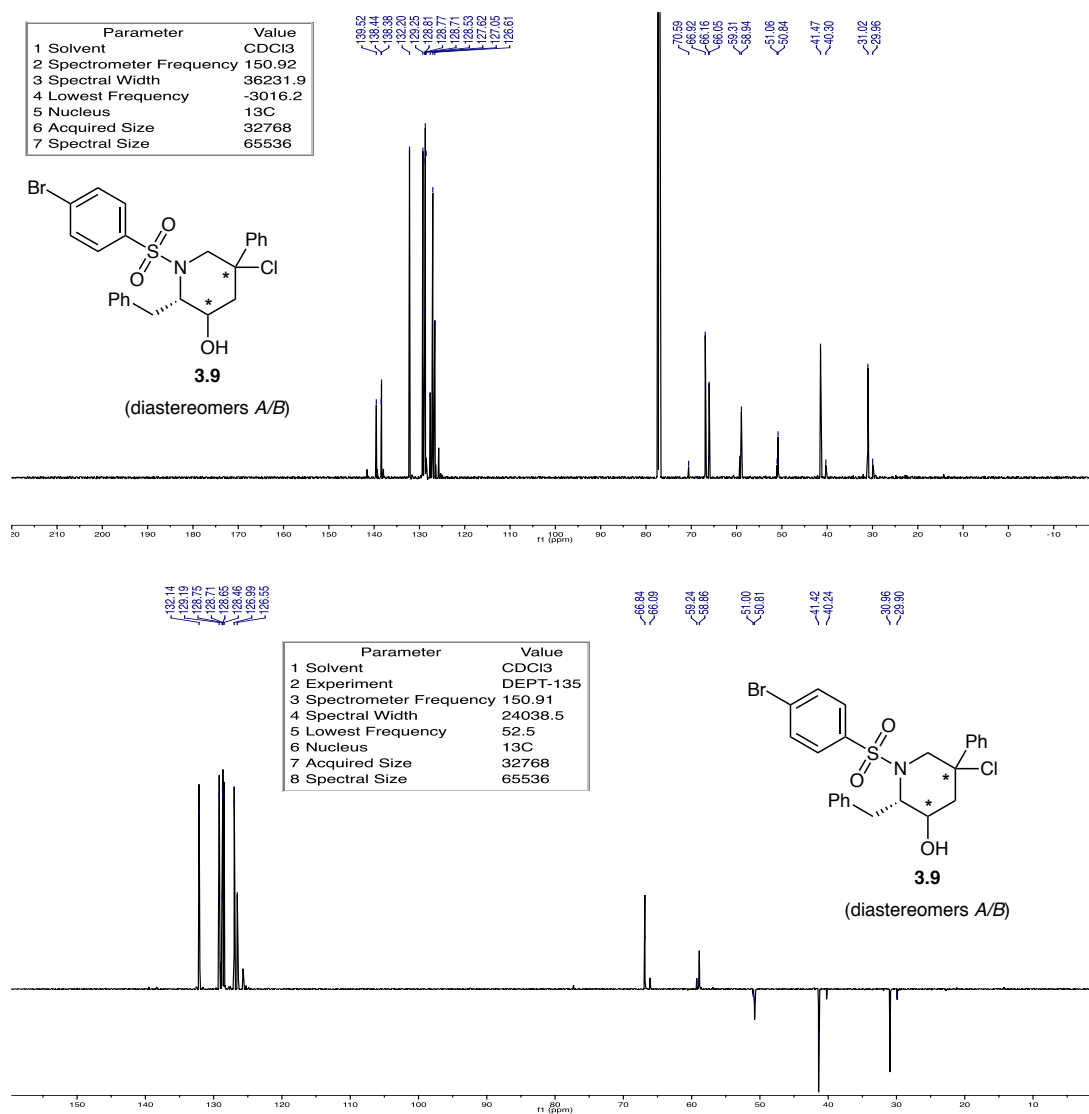 139.52
138.44
138.38
132.20
129.25
128.81
128.77
128.71
128.53
127.62
127.05
126.61
70.59
66.92
66.16
66.05
59.31
58.94
51.06
50.84
41.47
40.30
31.02
29.96
Parameter Value
1 Solvent CDCl3
2 Spectrometer Frequency 150.92
3 Spectral Width 36231.9
4 Lowest Frequency -3016.2
5 Nucleus 13C
6 Acquired Size 32768
7 Spectral Size 65536
Br
O
S
O
N
Ph
Cl
*
*
Ph
OH
3.9
(diastereomers A/B)
20 210 200 190 180 170 160 150 140 130 120 110 100 90 80 70 60 50 40 30 20 10 0 -10
f1 (ppm)
132.14
129.19
128.75
128.71
128.65
128.46
126.99
126.55
66.84
66.09
59.24
58.86
51.00
50.81
41.42
40.24
30.96
29.90
Parameter Value
1 Solvent CDCl3
2 Experiment DEPT-135
3 Spectrometer Frequency 150.91
4 Spectral Width 24038.5
5 Lowest Frequency 52.5
6 Nucleus 13C
7 Acquired Size 32768
8 Spectral Size 65536
Br
O
S
O
N
Ph
Cl
*
*
Ph
OH
3.9
(diastereomers A/B)
150 140 130 120 110 100 90 80 70 60 50 40 30 20 10
f1 (ppm)